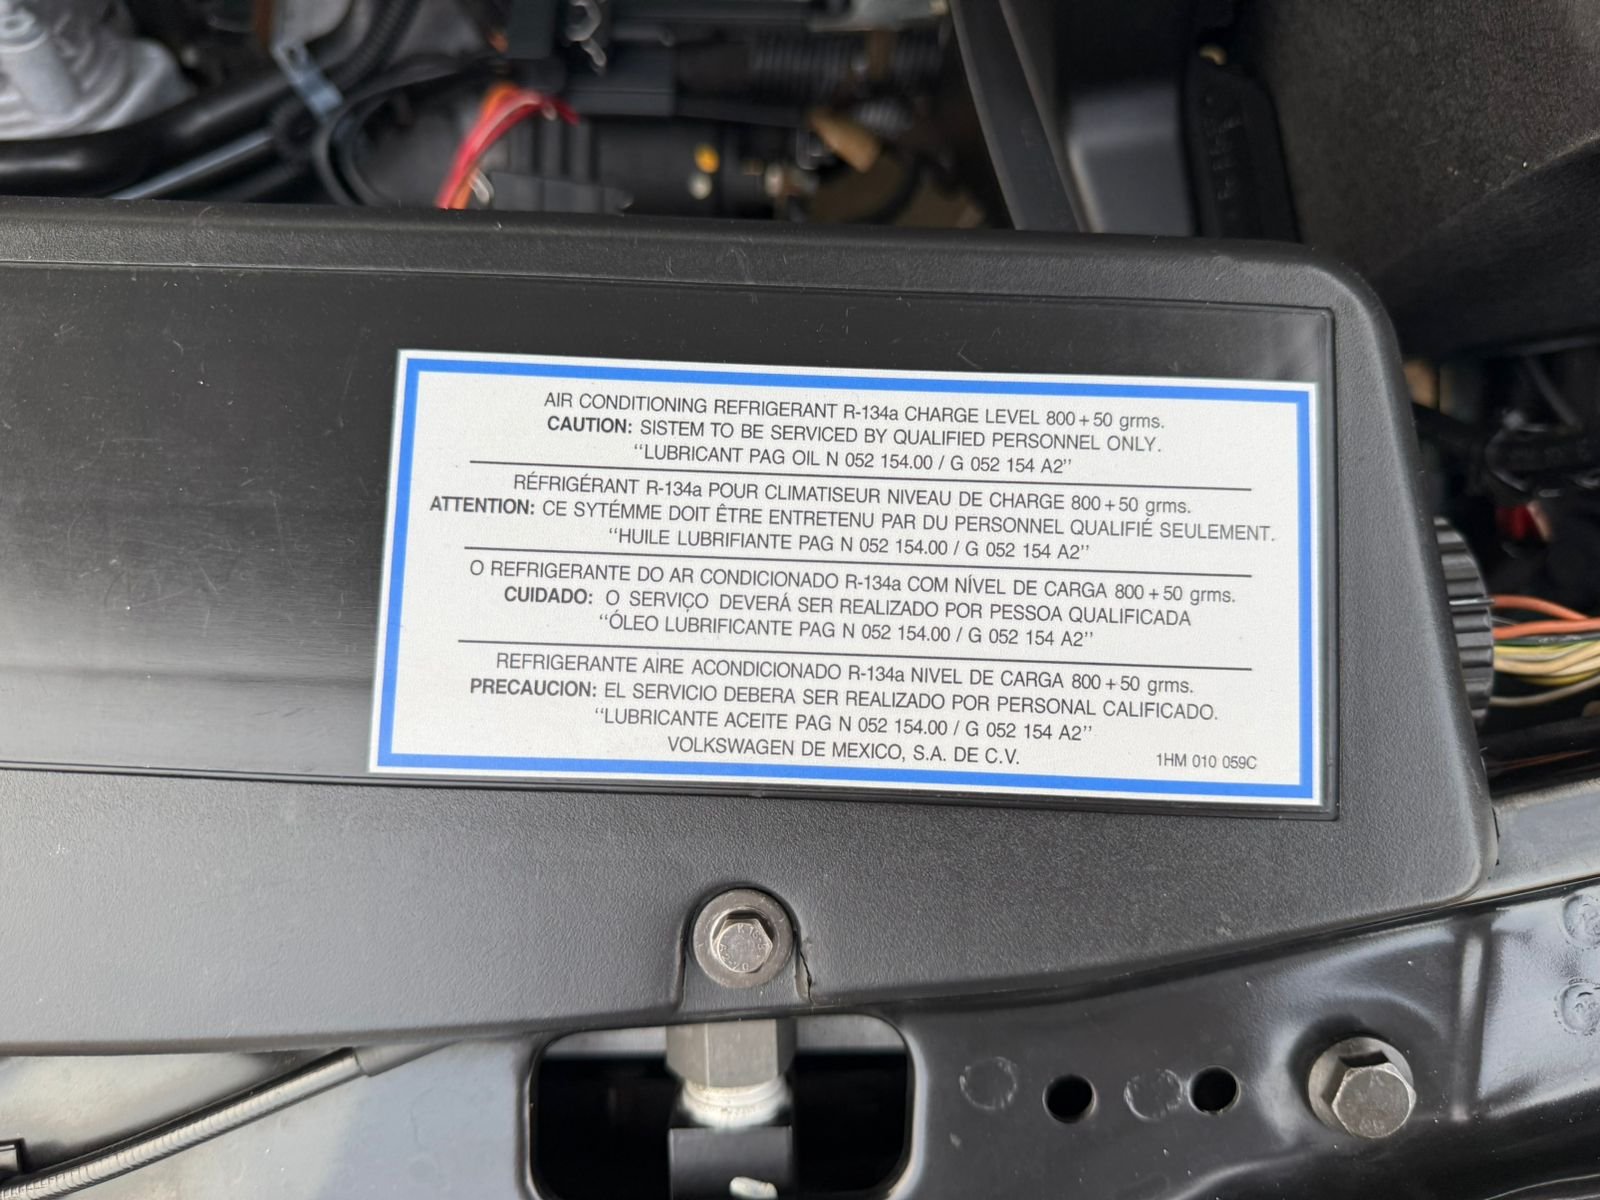 AIR CONDITIONING REFRIGERANT R-134a CHARGE LEVEL 800 + 50 grms.
CAUTION: SISTEM TO BE SERVICED BY QUALIFIED PERSONNEL ONLY.
"LUBRICANT PAG OIL N 052 154.00 / G 052 154 A2"
RÉFRIGÉRANT R-134a POUR CLIMATISEUR NIVEAU DE CHARGE 800 + 50 grms.
ATTENTION: CE SYTÉMME DOIT ÊTRE ENTRETENU PAR DU PERSONNEL QUALIFIÉ SEULEMENT.
"HUILE LUBRIFIANTE PAG N 052 154.00 / G 052 154 A2"
O REFRIGERANTE DO AR CONDICIONADO R-134a COM NÍVEL DE CARGA 800 + 50 grms.
CUIDADO: O SERVIÇO DEVERÁ SER REALIZADO POR PESSOA QUALIFICADA
"ÓLEO LUBRIFICANTE PAG N 052 154.00 / G 052 154 A2"
REFRIGERANTE AIRE ACONDICIONADO R-134a NIVEL DE CARGA 800 + 50 grms.
PRECAUCION: EL SERVICIO DEBERA SER REALIZADO POR PERSONAL CALIFICADO.
"LUBRICANTE ACEITE PAG N 052 154.00 / G 052 154 A2"
VOLKSWAGEN DE MEXICO, S.A. DE C.V.
1HM 010 059C